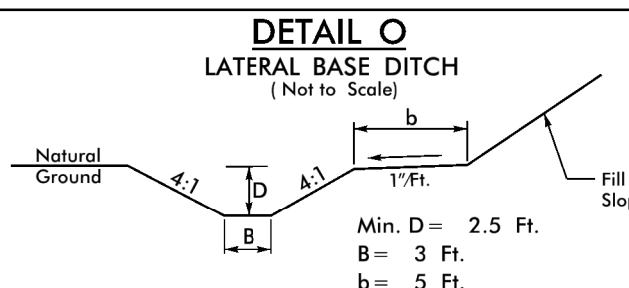 DETAIL O
LATERAL BASE DITCH
( Not to Scale)
b
Natural
Ground
4:1
D
4:1
1"/Ft.
Fill
B
Min. D = 2.5 Ft.
B = 3 Ft.
b = 5 Ft.